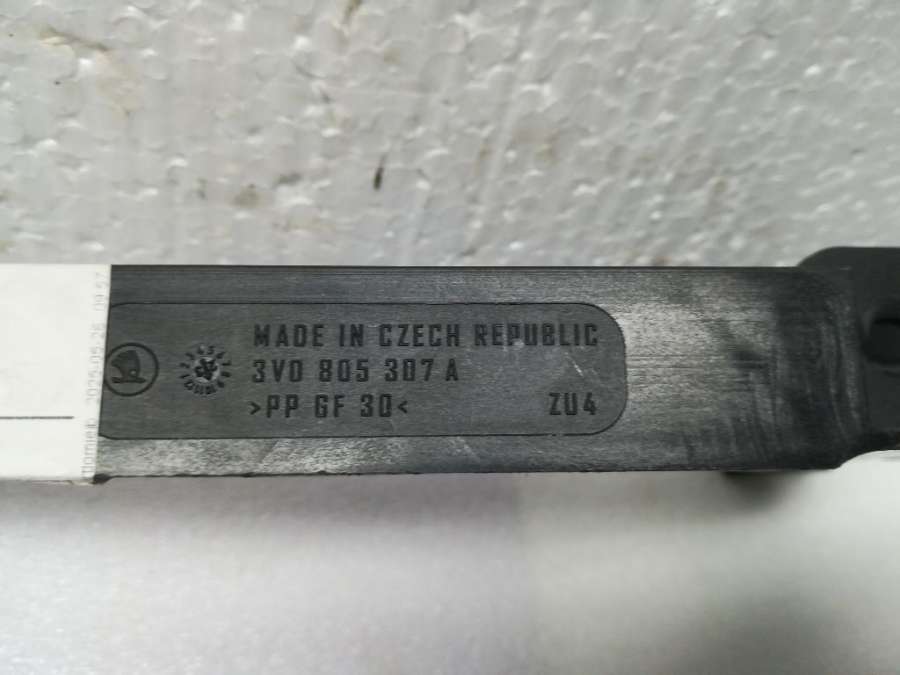 MADE IN CZECH REPUBLIC
3V0 805 307 A
>PP GF 30<
ZU4